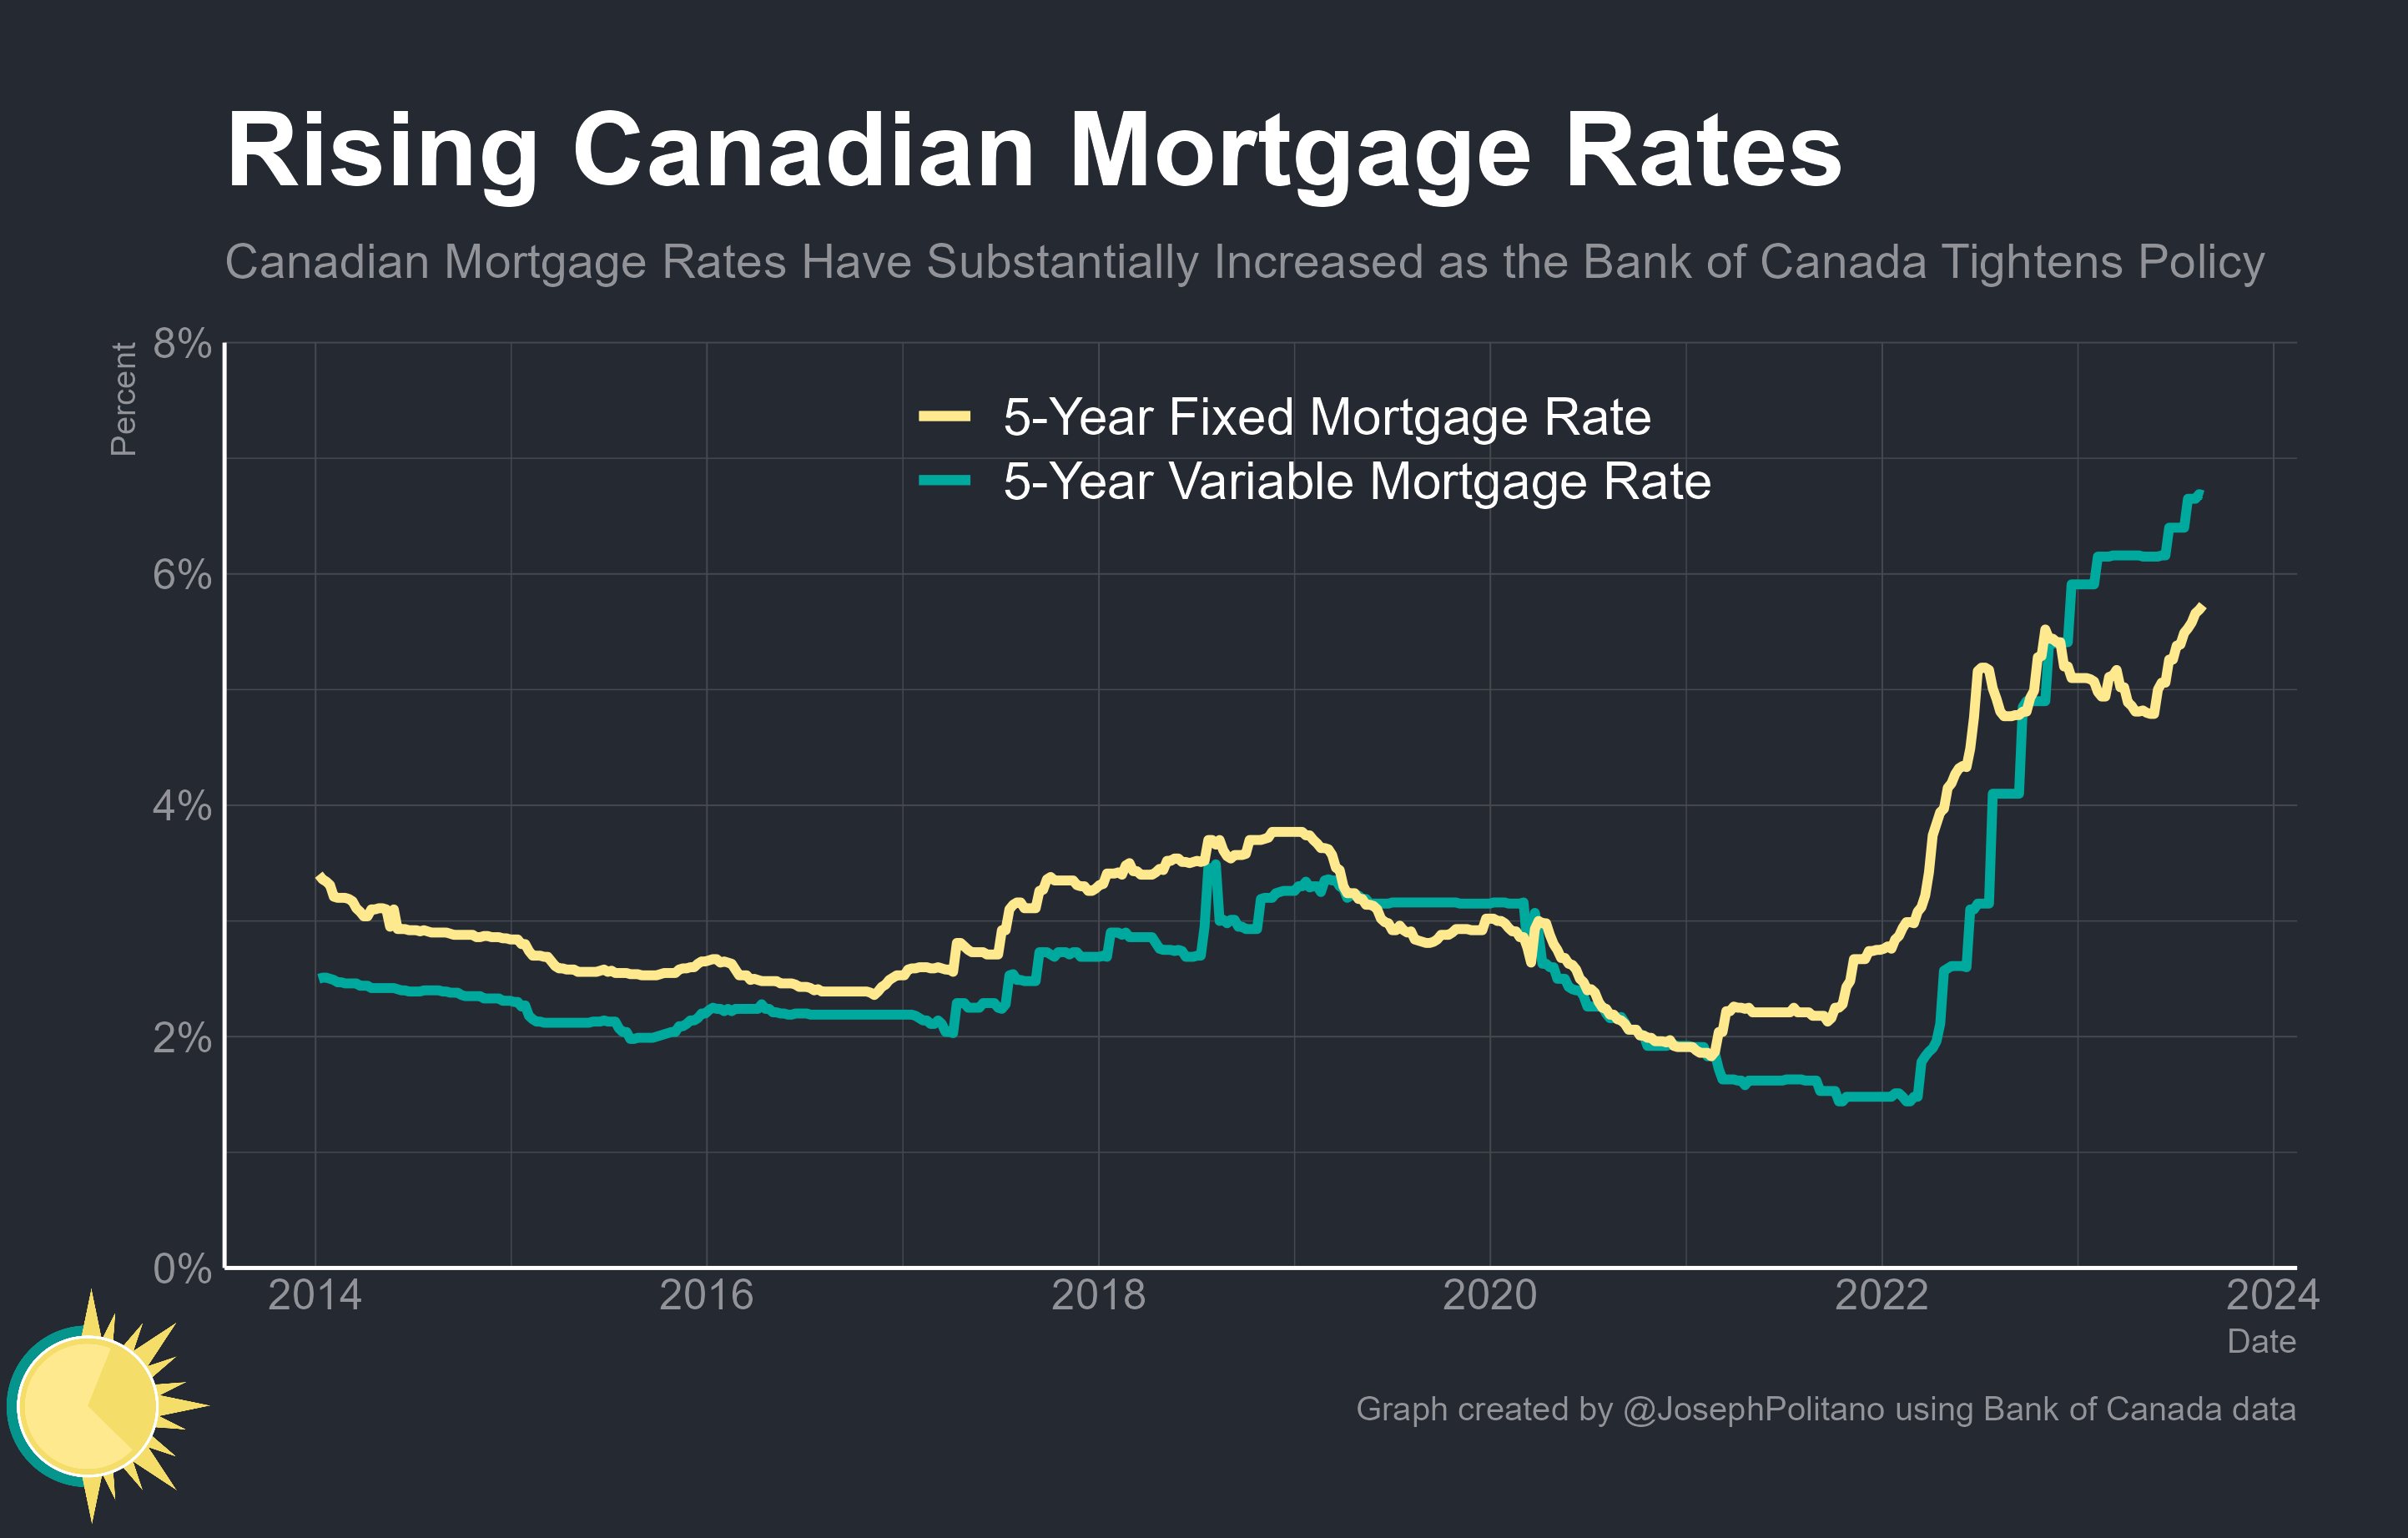 Rising Canadian Mortgage Rates
Canadian Mortgage Rates Have Substantially Increased as the Bank of Canada Tightens Policy
Percent
8%
6%
4%
2%
0%
5-Year Fixed Mortgage Rate
5-Year Variable Mortgage Rate
2014 2016 2018 2020 2022 2024
Date
Graph created by @JosephPolitano using Bank of Canada data